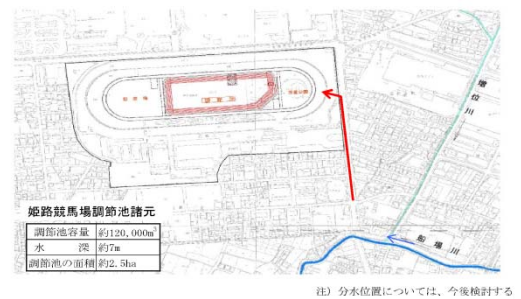 増位川
船場川
姫路競馬場調節池諸元
調節池容量 約120,000m³
水 深 約7m
調節池の面積 約2.5ha
注) 分水位置については、今後検討する